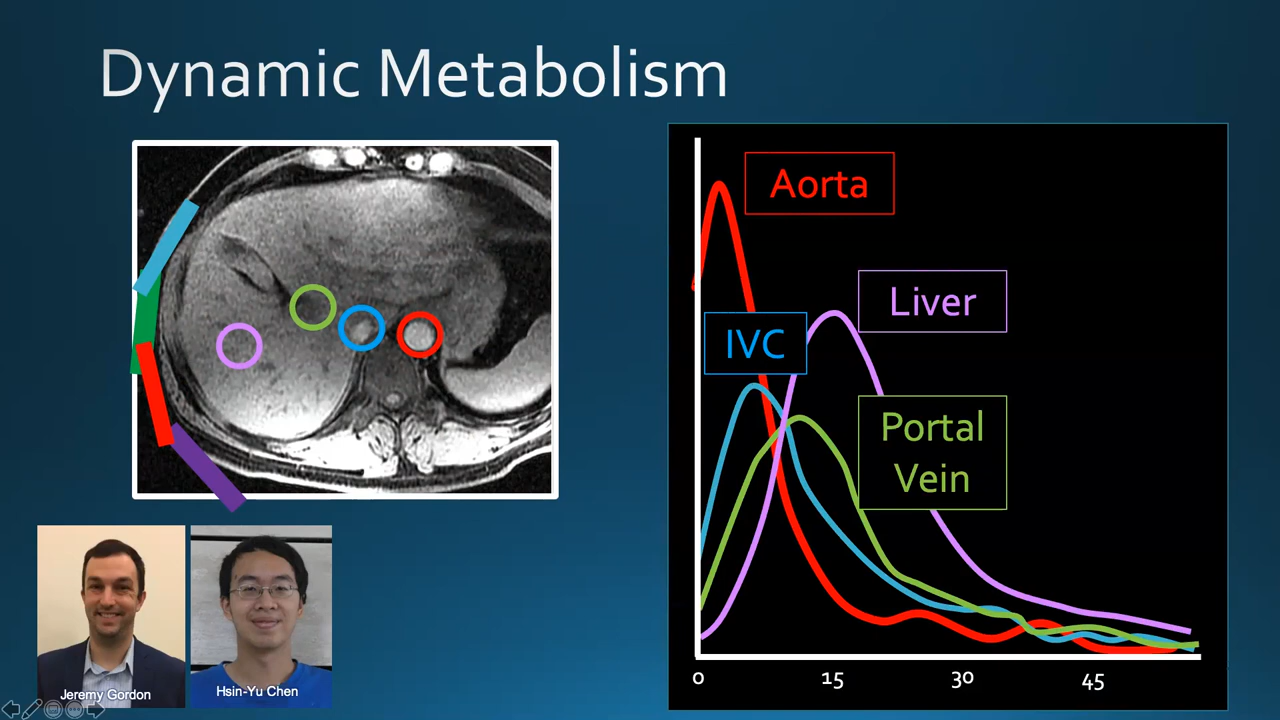 Dynamic Metabolism
Aorta
Liver
IVC
Portal
Vein
0 15 30 45
Jeremy Gordon
Hsin-Yu Chen